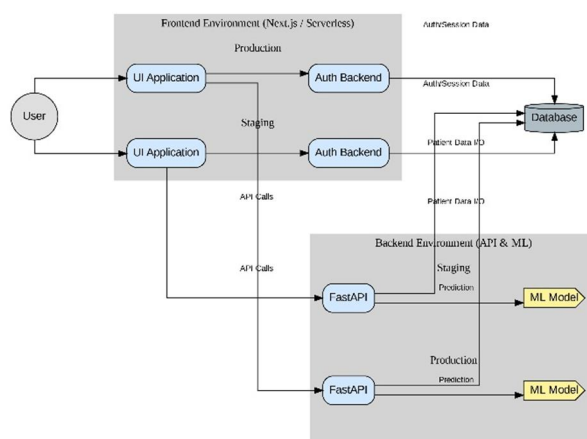 Frontend Environment (Next.js / Serverless)
Auth/Session Data
Production
UI Application
Auth Backend
Auth/Session Data
User
Database
Staging
UI Application
Auth Backend
Patient Data I/O
API Calls
Patient Data I/O
Backend Environment (API & ML)
API Calls
Staging
Prediction
FastAPI
ML Model
Production
Prediction
FastAPI
ML Model